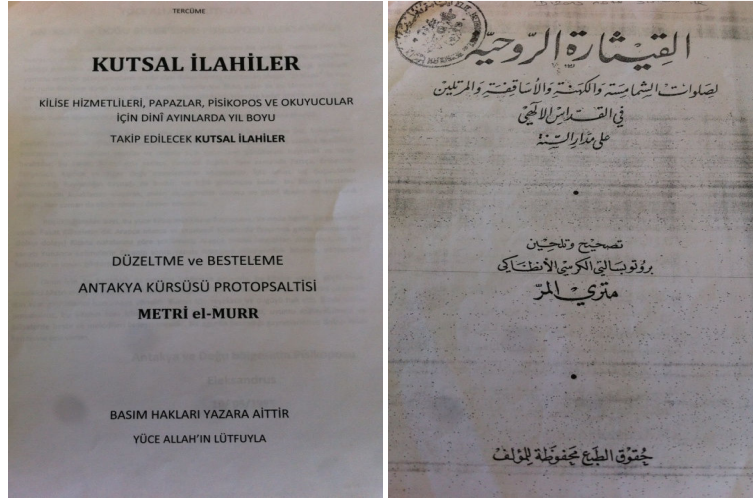 TERCÜME
KUTSAL İLAHİLER
KİLİSE HİZMETLİLERİ, PAPAZLAR, PİSİKOPOS VE OKUYUCULAR
İÇİN DİNÎ AYINLARDA YIL BOYU
TAKİP EDİLECEK KUTSAL İLAHİLER
DÜZELTME ve BESTELEME
ANTAKYA KÜRSÜSÜ PROTOPSALTİSİ
METRİ el-MURR
BASIM HAKLARI YAZARA AİTTİR
YÜCE ALLAH'IN LÜTFUYLA
القيثارة الروحية
لصلوات الشمامسة والكهنة والأساقفة والمرتلين
في القداس الالهي
على مدار السنة
تصحيح وتلحين
بروتوبسالتي الكرسي الأنطاكي
متري المرّ
حقوق الطبع محفوظة للمؤلف